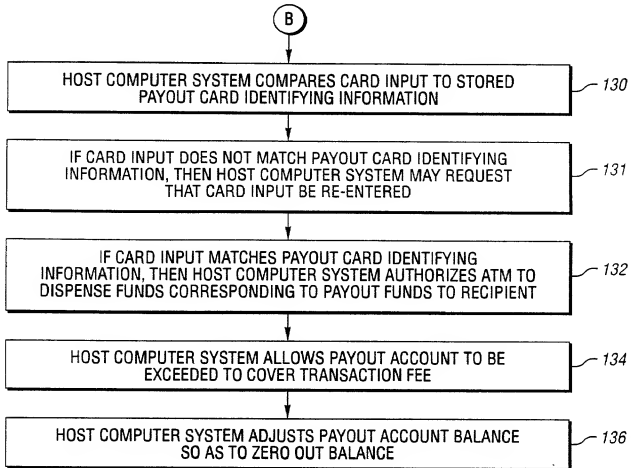 B
HOST COMPUTER SYSTEM COMPARES CARD INPUT TO STORED
PAYOUT CARD IDENTIFYING INFORMATION
130
IF CARD INPUT DOES NOT MATCH PAYOUT CARD IDENTIFYING
INFORMATION, THEN HOST COMPUTER SYSTEM MAY REQUEST
THAT CARD INPUT BE RE-ENTERED
131
IF CARD INPUT MATCHES PAYOUT CARD IDENTIFYING
INFORMATION, THEN HOST COMPUTER SYSTEM AUTHORIZES ATM TO
DISPENSE FUNDS CORRESPONDING TO PAYOUT FUNDS TO RECIPIENT
132
HOST COMPUTER SYSTEM ALLOWS PAYOUT ACCOUNT TO BE
EXCEEDED TO COVER TRANSACTION FEE
134
HOST COMPUTER SYSTEM ADJUSTS PAYOUT ACCOUNT BALANCE
SO AS TO ZERO OUT BALANCE
136